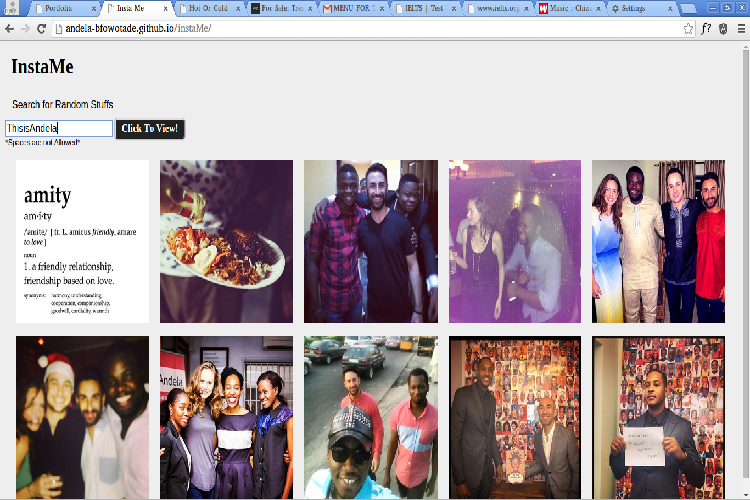 Portfolio
Insta Me
Hot Or Cold
For Sale: Tren
MENU FOR T
IELTS | Test
www.ielts.org
Music : Chizi
Settings
andela-bfowotade.github.io/instaMe/
InstaMe
Search for Random Stuffs
ThisisAndela
Click To View!
*Spaces are not Allowed*
amity
am·i·ty
/amite/ [ fr. L. amicus friendly, amare
to love ]
noun
1. a friendly relationship,
friendship based on love.
synonyms: harmony, understanding,
cooperation, companionship,
goodwill, cordiality, warmth
Andela